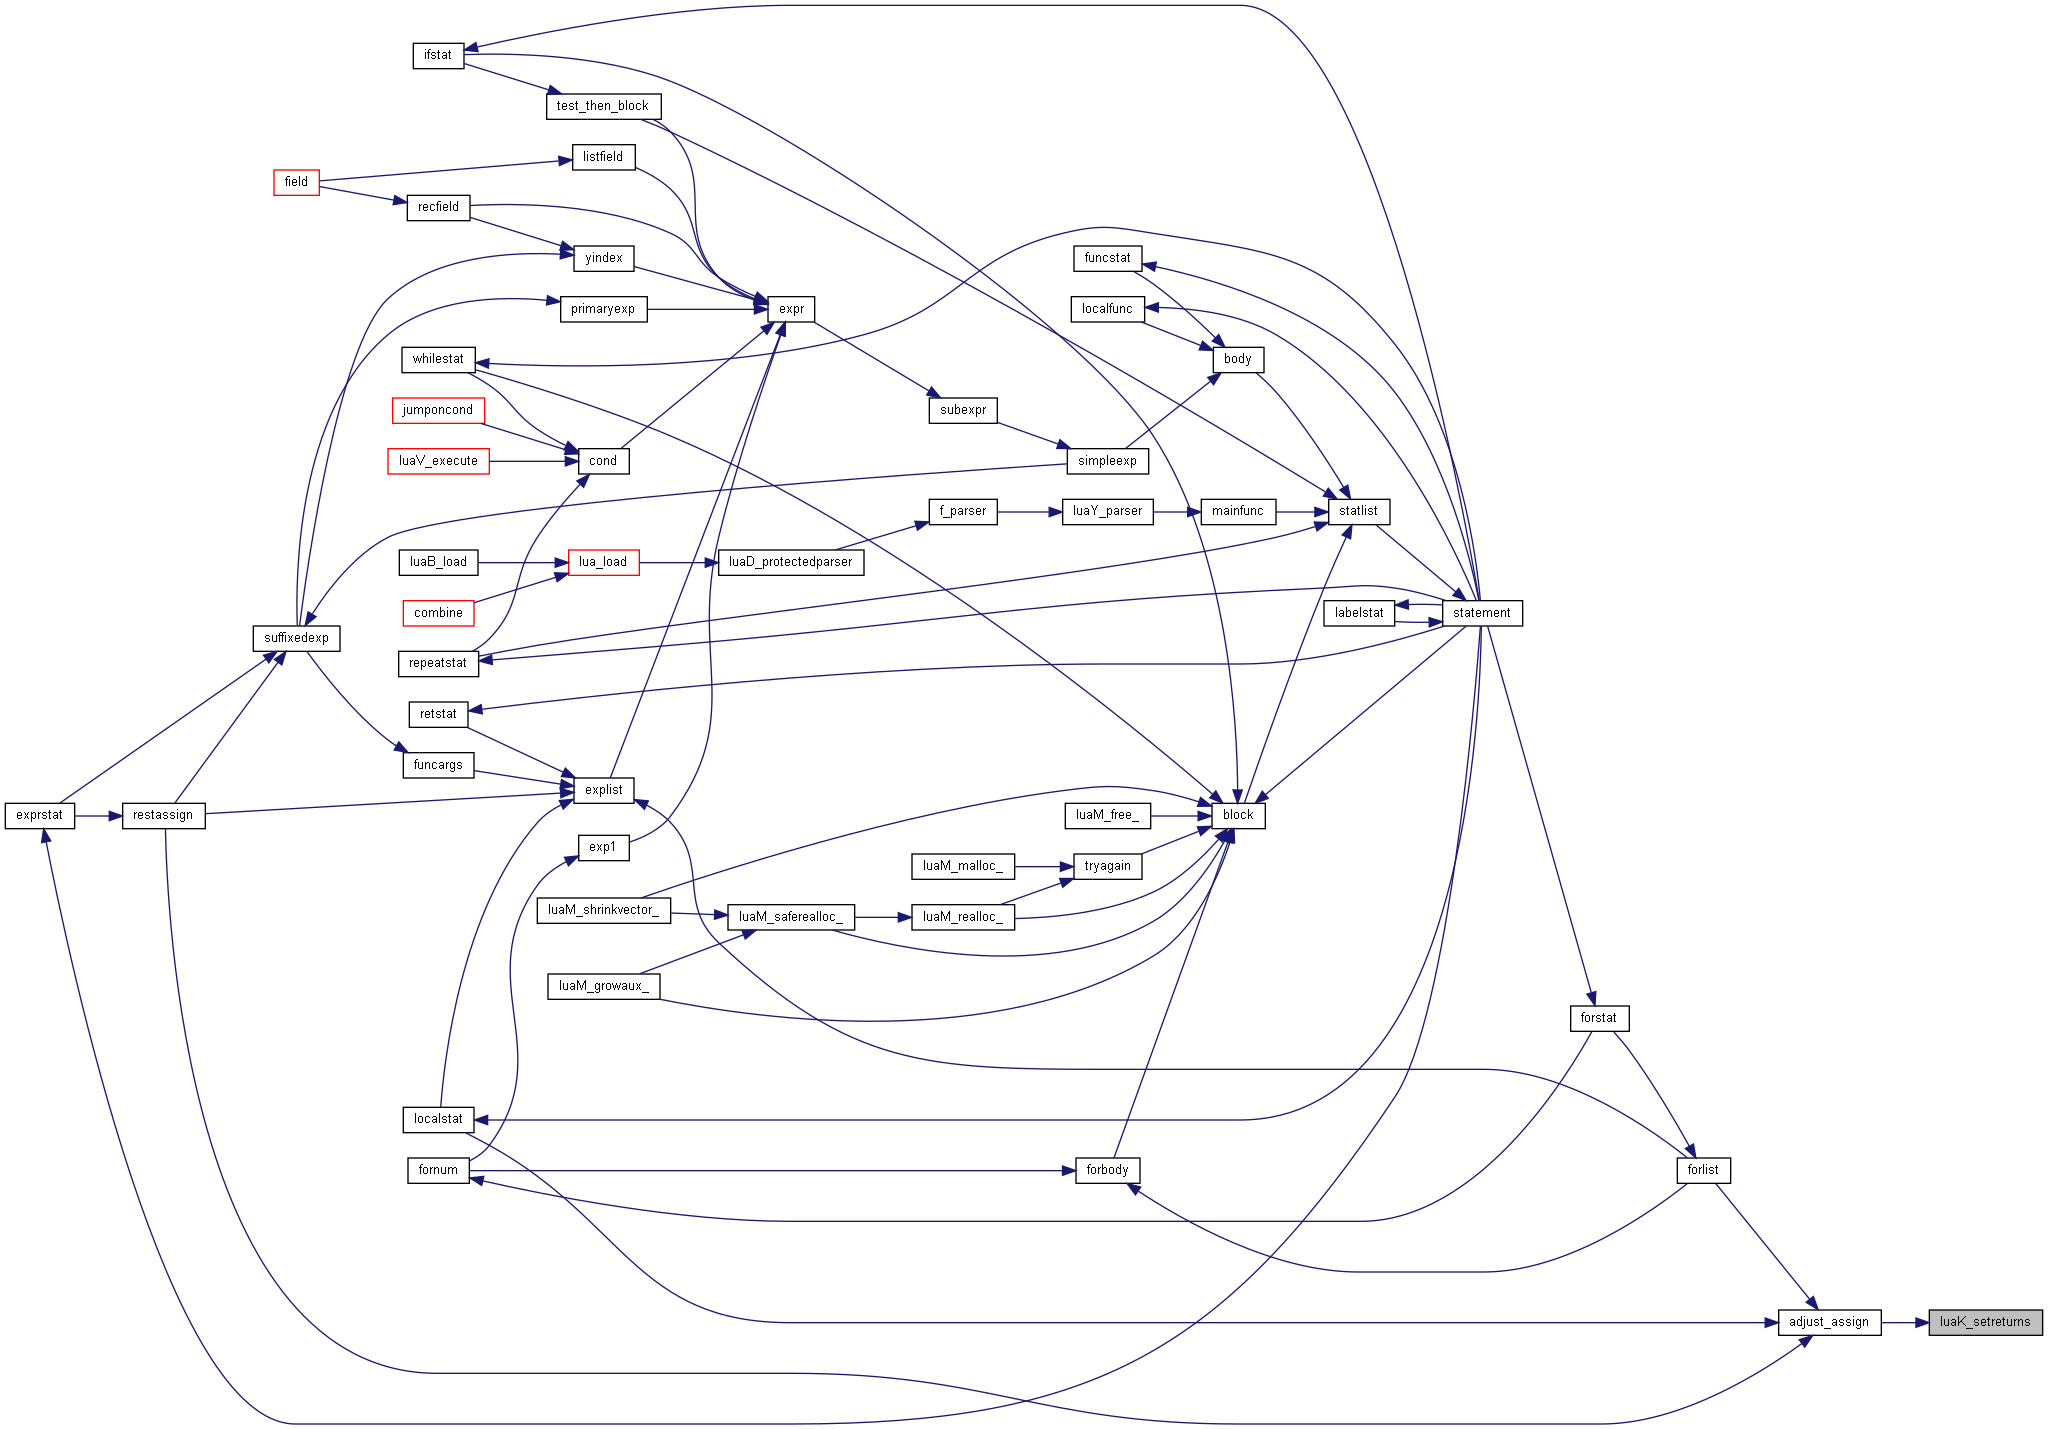 ifstat
test_then_block
listfield
field
recfield
yindex
funcstat
primaryexp
expr
localfunc
whilestat
body
jumponcond
subexpr
luaV_execute
cond
simpleexp
f_parser
luaY_parser
mainfunc
statlist
luaB_load
lua_load
luaD_protectedparser
combine
labelstat
statement
suffixedexp
repeatstat
retstat
funcargs
explist
exprstat
restassign
luaM_free_
block
exp1
luaM_malloc_
tryagain
luaM_shrinkvector_
luaM_saferealloc_
luaM_realloc_
luaM_growaux_
forstat
localstat
fornum
forbody
forlist
adjust_assign
luaK_setreturns